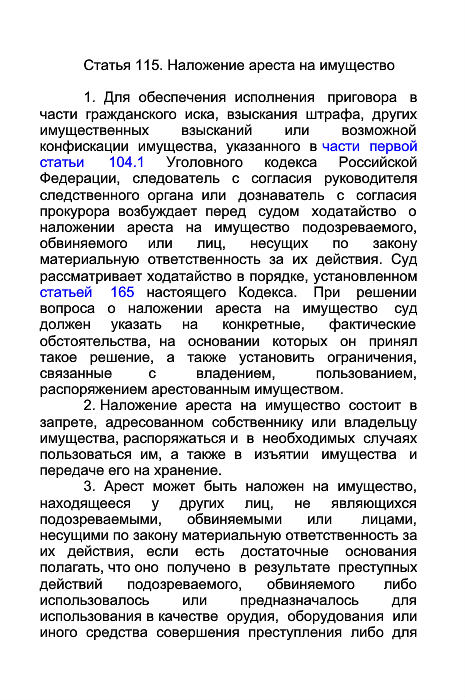 Статья 115. Наложение ареста на имущество
1. Для обеспечения исполнения приговора в
части гражданского иска, взыскания штрафа, других
имущественных взысканий или возможной
конфискации имущества, указанного в части первой
статьи 104.1 Уголовного кодекса Российской
Федерации, следователь с согласия руководителя
следственного органа или дознаватель с согласия
прокурора возбуждает перед судом ходатайство о
наложении ареста на имущество подозреваемого,
обвиняемого или лиц, несущих по закону
материальную ответственность за их действия. Суд
рассматривает ходатайство в порядке, установленном
статьей 165 настоящего Кодекса. При решении
вопроса о наложении ареста на имущество суд
должен указать на конкретные, фактические
обстоятельства, на основании которых он принял
такое решение, а также установить ограничения,
связанные с владением, пользованием,
распоряжением арестованным имуществом.
2. Наложение ареста на имущество состоит в
запрете, адресованном собственнику или владельцу
имущества, распоряжаться и в необходимых случаях
пользоваться им, а также в изъятии имущества и
передаче его на хранение.
3. Арест может быть наложен на имущество,
находящееся у других лиц, не являющихся
подозреваемыми, обвиняемыми или лицами,
несущими по закону материальную ответственность за
их действия, если есть достаточные основания
полагать, что оно получено в результате преступных
действий подозреваемого, обвиняемого либо
использовалось или предназначалось для
использования в качестве орудия, оборудования или
иного средства совершения преступления либо для